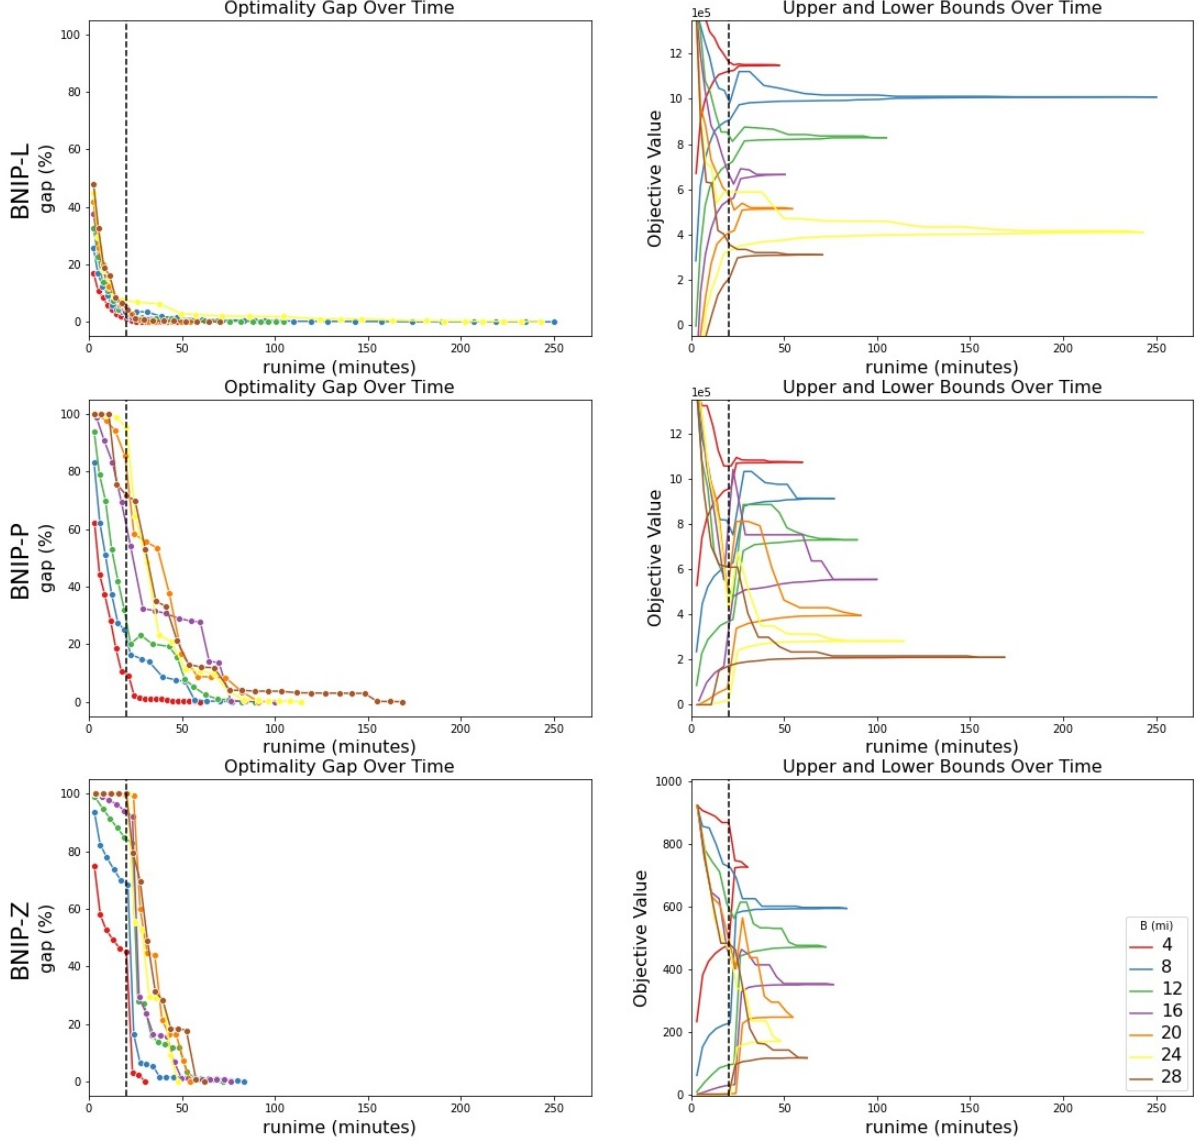 Optimality Gap Over Time
BNIP-L
gap (%)
100
80
60
40
20
0
0 50 100 150 200 250
runime (minutes)
Upper and Lower Bounds Over Time
1e5
Objective Value
12
10
8
6
4
2
0
0 50 100 150 200 250
runime (minutes)
Optimality Gap Over Time
BNIP-P
gap (%)
100
80
60
40
20
0
0 50 100 150 200 250
runime (minutes)
Upper and Lower Bounds Over Time
1e5
Objective Value
12
10
8
6
4
2
0
0 50 100 150 200 250
runime (minutes)
Optimality Gap Over Time
BNIP-Z
gap (%)
100
80
60
40
20
0
0 50 100 150 200 250
runime (minutes)
Upper and Lower Bounds Over Time
Objective Value
1000
800
600
400
200
0
0 50 100 150 200 250
runime (minutes)
B (mi)
4
8
12
16
20
24
28